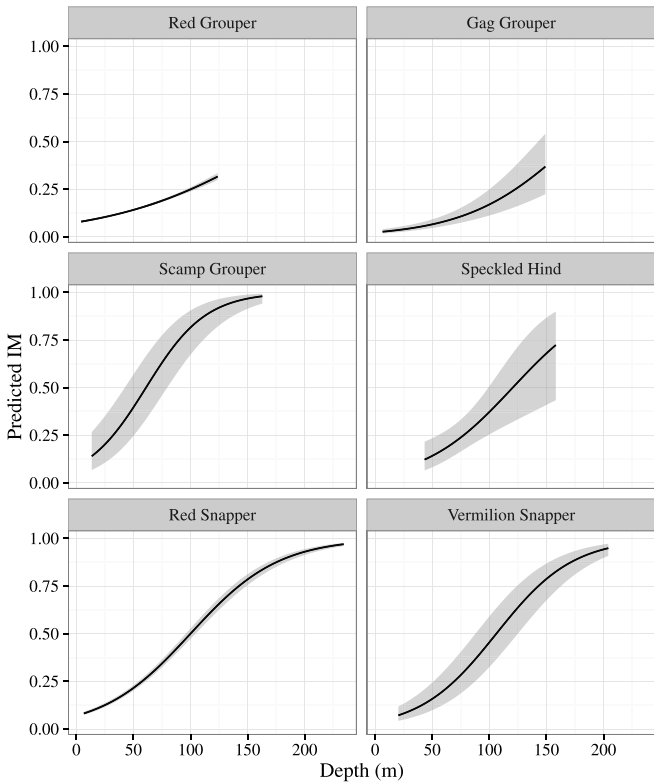 Red Grouper
Gag Grouper
1.00
0.75
0.50
0.25
0.00
Scamp Grouper
Speckled Hind
1.00
0.75
0.50
0.25
0.00
Predicted IM
Red Snapper
Vermilion Snapper
1.00
0.75
0.50
0.25
0.00
0 50 100 150 200 0 50 100 150 200
Depth (m)